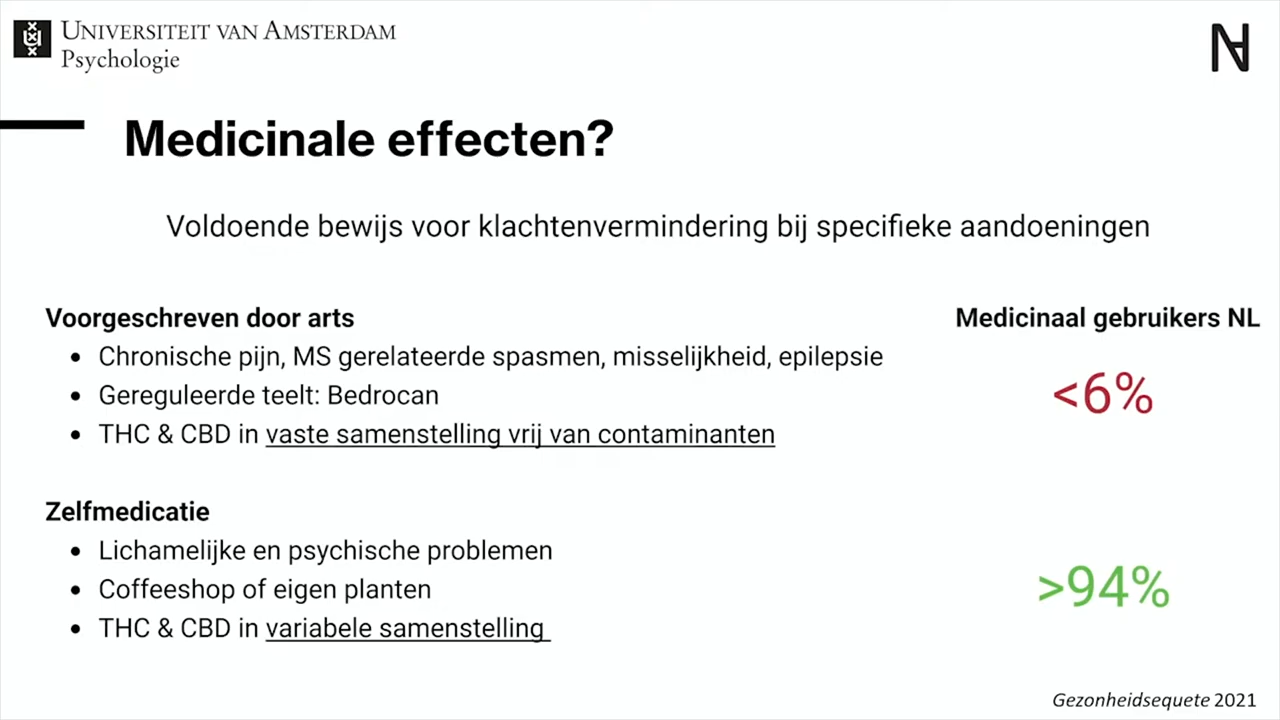 UNIVERSITEIT VAN AMSTERDAM
Psychologie
Medicinale effecten?
Voldoende bewijs voor klachtenvermindering bij specifieke aandoeningen
Voorgeschreven door arts
Medicinaal gebruikers NL
• Chronische pijn, MS gerelateerde spasmen, misselijkheid, epilepsie
• Gereguleerde teelt: Bedrocan
• THC & CBD in vaste samenstelling vrij van contaminanten
<6%
Zelfmedicatie
• Lichamelijke en psychische problemen
• Coffeeshop of eigen planten
• THC & CBD in variabele samenstelling
>94%
Gezonheidsequete 2021